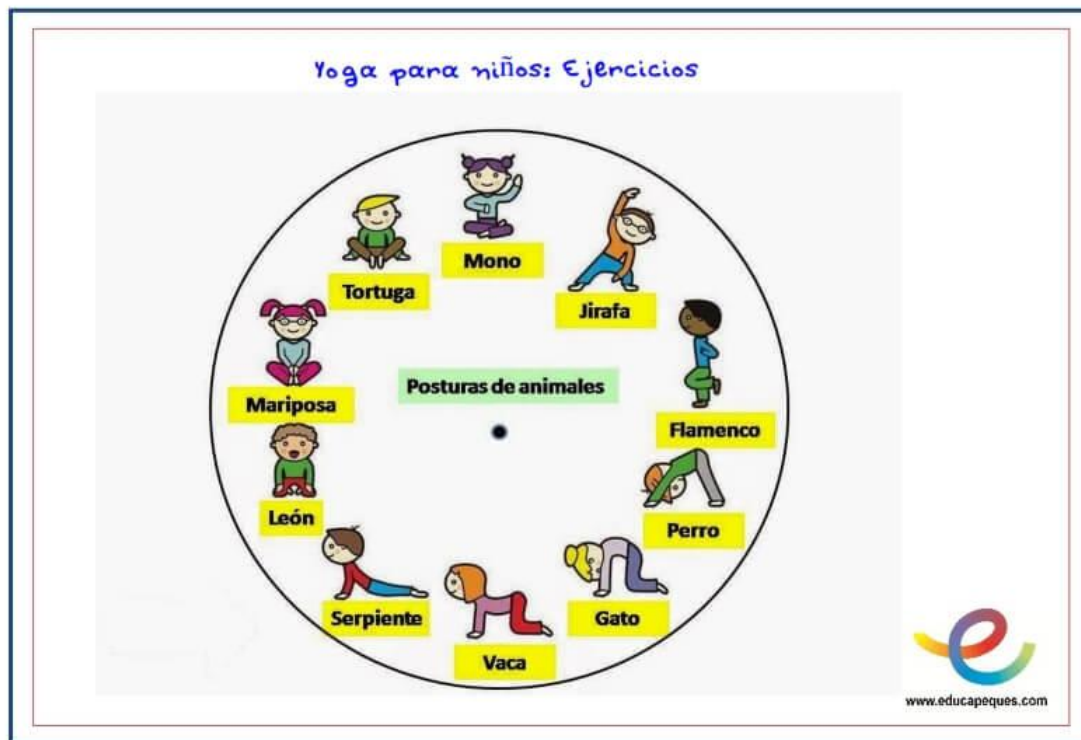 Yoga para niños: Ejercicios
Mono
Tortuga
Jirafa
Mariposa
Posturas de animales
Flamenco
León
Perro
Serpiente
Gato
Vaca
www.educapeques.com